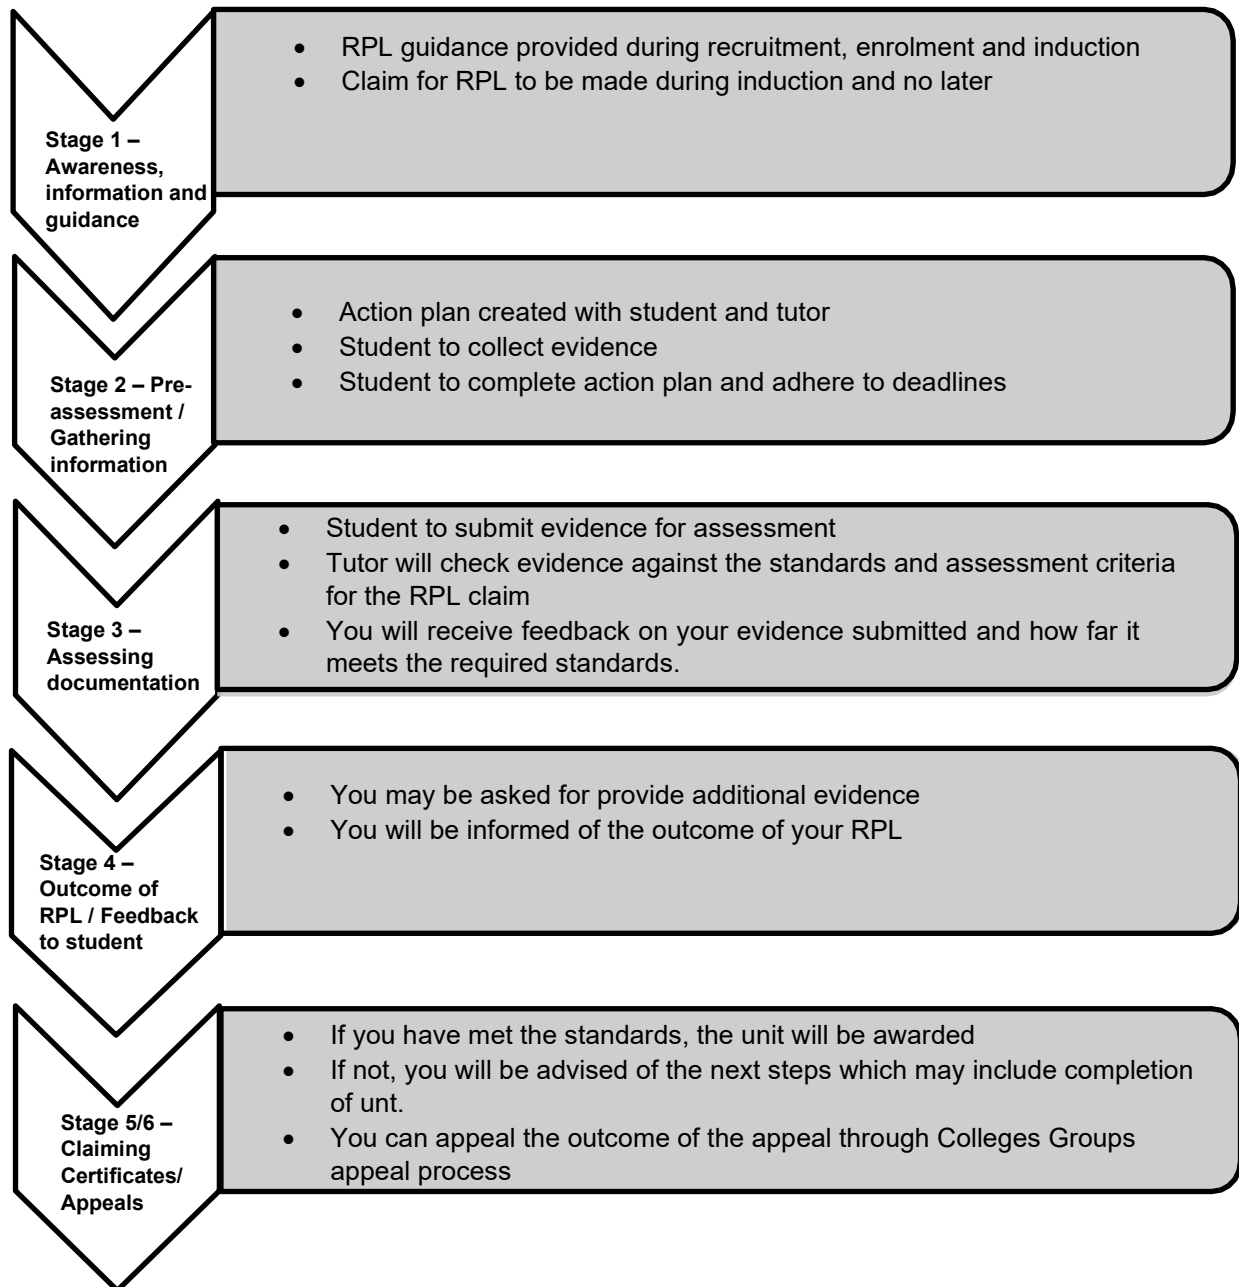 • RPL guidance provided during recruitment, enrolment and induction
• Claim for RPL to be made during induction and no later
Stage 1 –
Awareness,
information and
guidance
• Action plan created with student and tutor
• Student to collect evidence
• Student to complete action plan and adhere to deadlines
Stage 2 – Pre-
assessment /
Gathering
information
• Student to submit evidence for assessment
• Tutor will check evidence against the standards and assessment criteria
for the RPL claim
• You will receive feedback on your evidence submitted and how far it
meets the required standards.
Stage 3 –
Assessing
documentation
• You may be asked for provide additional evidence
• You will be informed of the outcome of your RPL
Stage 4 –
Outcome of
RPL / Feedback
to student
• If you have met the standards, the unit will be awarded
• If not, you will be advised of the next steps which may include completion
of unt.
• You can appeal the outcome of the appeal through Colleges Groups
appeal process
Stage 5/6 –
Claiming
Certificates/
Appeals